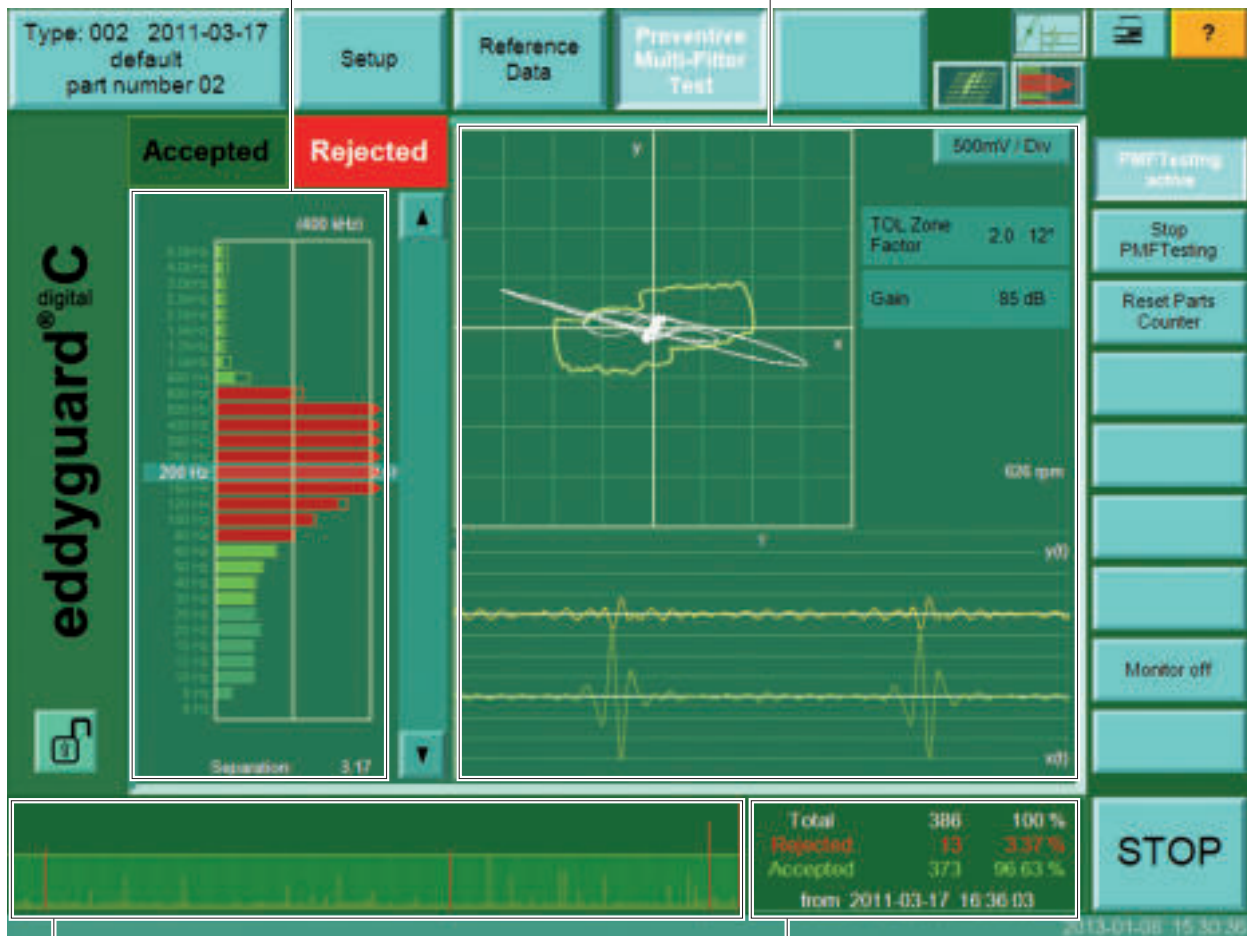 Type: 002 2011-03-17
default
part number 02
Setup
Reference
Data
Preventive
Multi-Filter
Test
?
Accepted
Rejected
500mV / Div
PMFTesting
active
Stop
PMFTesting
Reset Parts
Counter
Monitor off
STOP
eddyguard® C
digital
(400 kHz)
200 Hz
Separation 3.17
y
x
TOL Zone
Factor
2.0 12°
Gain 85 dB
626 rpm
y(t)
x(t)
Total 386 100 %
Rejected 13 3.37 %
Accepted 373 96.63 %
from 2011-03-17 16:36:03
2013-01-08 15:30:36